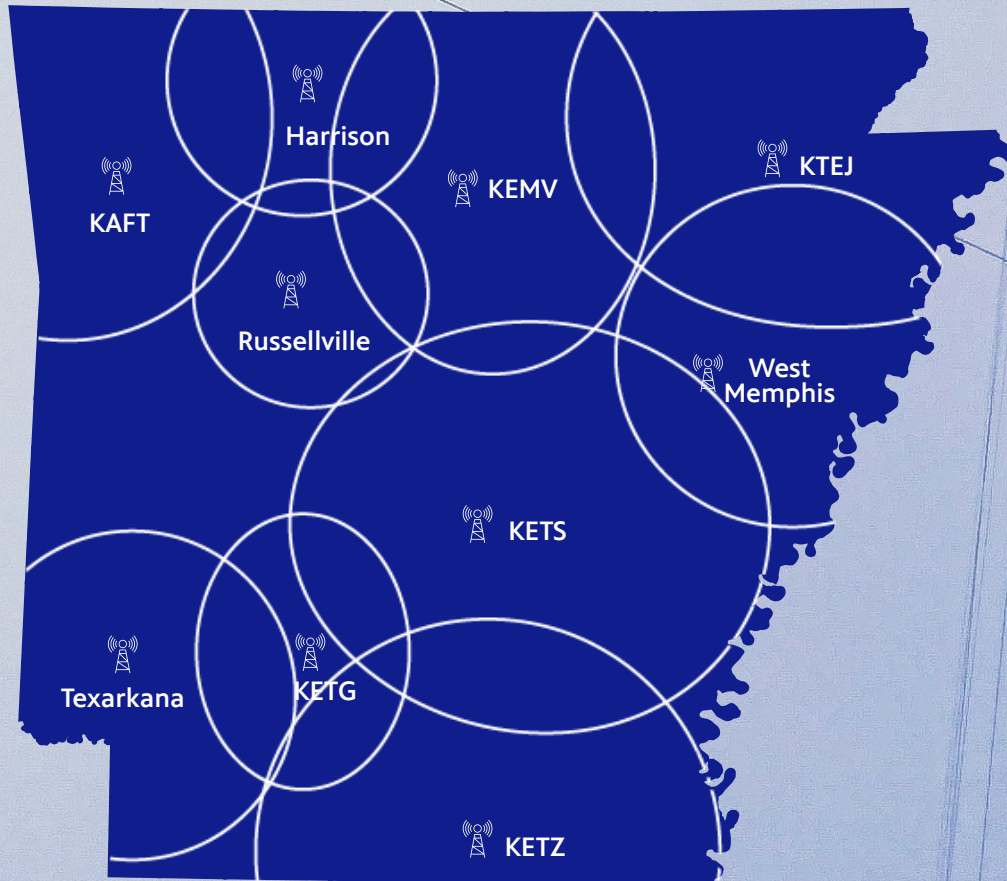 Harrison
KTEJ
KEMV
KAFT
Russellville
West
Memphis
KETS
KETG
Texarkana
KETZ